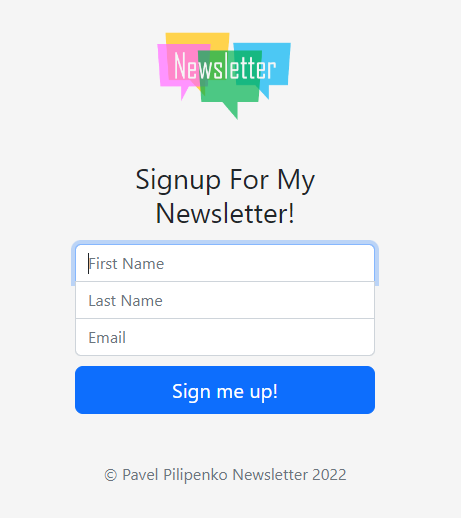 Newsletter
Signup For My
Newsletter!
First Name
Last Name
Email
Sign me up!
© Pavel Pilipenko Newsletter 2022